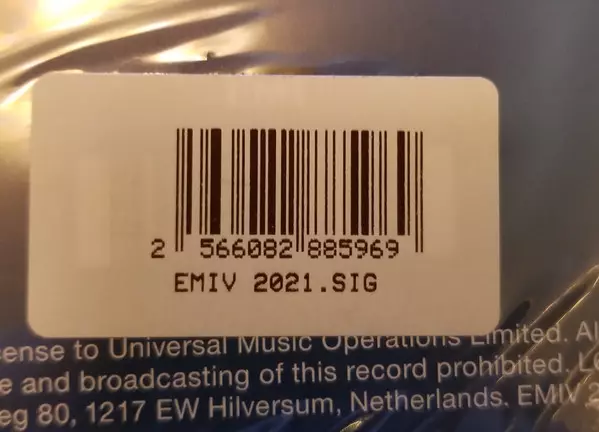 2 566082 885969
EMIV 2021.SIG
ense to Universal Music Operations Limited. Al
e and broadcasting of this record prohibited. L
eg 80, 1217 EW Hilversum, Netherlands. EMIV 2